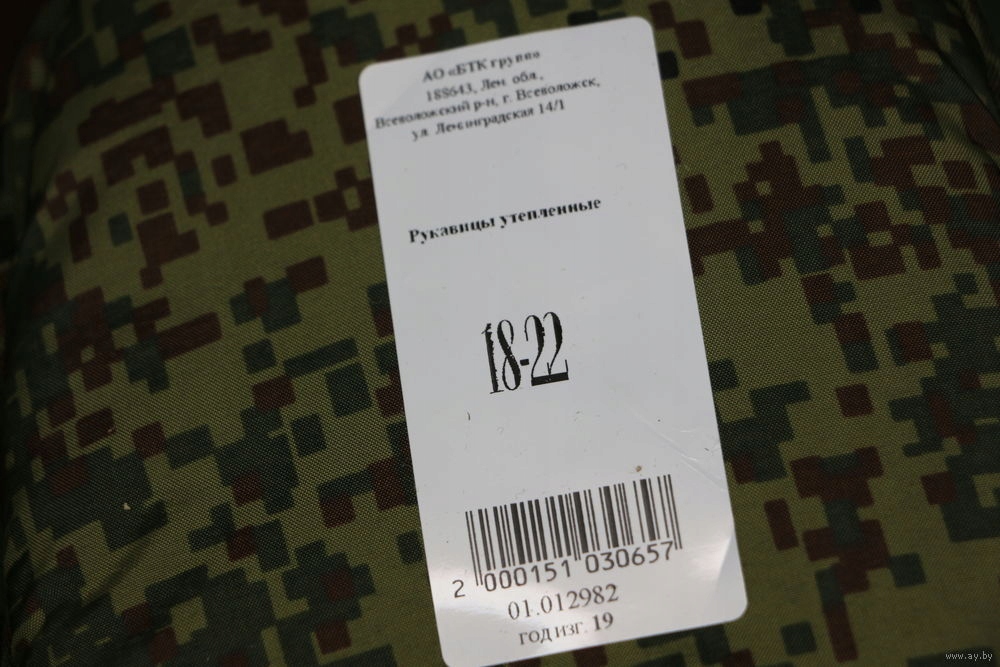 АО «БТК групп»
188643, Лен. обл.,
Всеволожский р-н, г. Всеволожск,
ул. Ленинградская 14/1
Рукавицы утепленные
18-22
2 000151 030657
01.012982
год изг. 19
www.ay.by